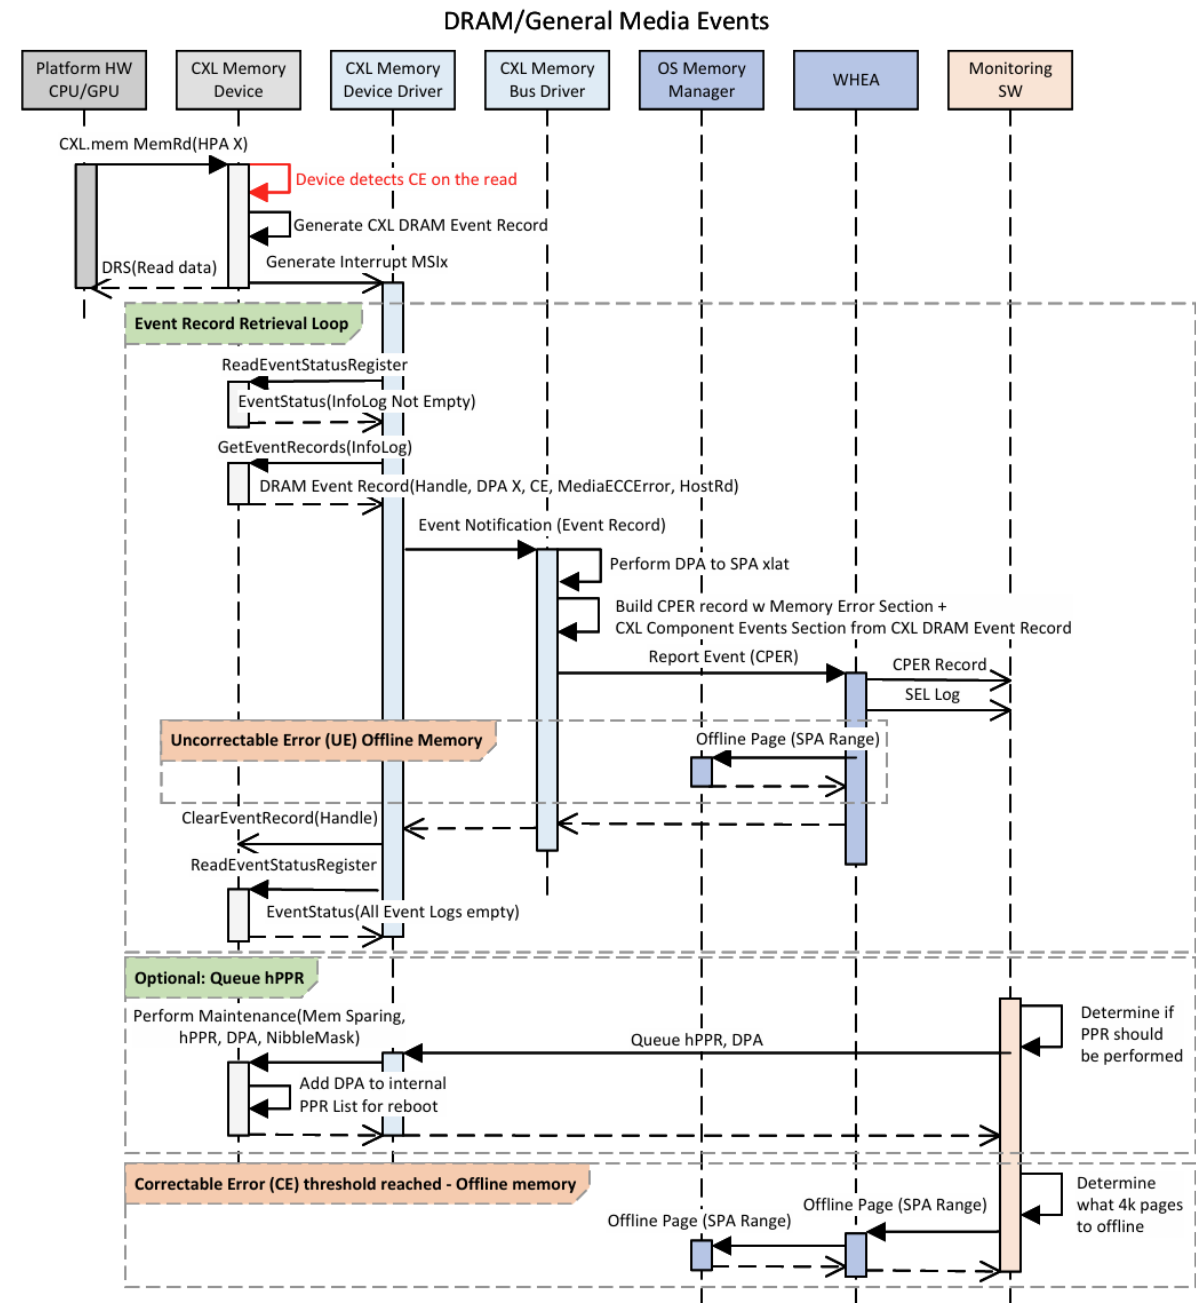 DRAM/General Media Events
Platform HW
CPU/GPU
CXL Memory
Device
CXL Memory
Device Driver
CXL Memory
Bus Driver
OS Memory
Manager
WHEA
Monitoring
SW
CXL.mem MemRd(HPA X)
Device detects CE on the read
Generate CXL DRAM Event Record
Generate Interrupt MSIx
DRS(Read data)
Event Record Retrieval Loop
ReadEventStatusRegister
EventStatus(InfoLog Not Empty)
GetEventRecords(InfoLog)
DRAM Event Record(Handle, DPA X, CE, MediaECCError, HostRd)
Event Notification (Event Record)
Perform DPA to SPA xlat
Build CPER record w Memory Error Section +
CXL Component Events Section from CXL DRAM Event Record
Report Event (CPER)
CPER Record
SEL Log
Uncorrectable Error (UE) Offline Memory
Offline Page (SPA Range)
ClearEventRecord(Handle)
ReadEventStatusRegister
EventStatus(All Event Logs empty)
Optional: Queue hPPR
Perform Maintenance(Mem Sparing,
hPPR, DPA, NibbleMask)
Queue hPPR, DPA
Determine if
PPR should
be performed
Add DPA to internal
PPR List for reboot
Correctable Error (CE) threshold reached - Offline memory
Determine
what 4k pages
to offline
Offline Page (SPA Range)
Offline Page (SPA Range)